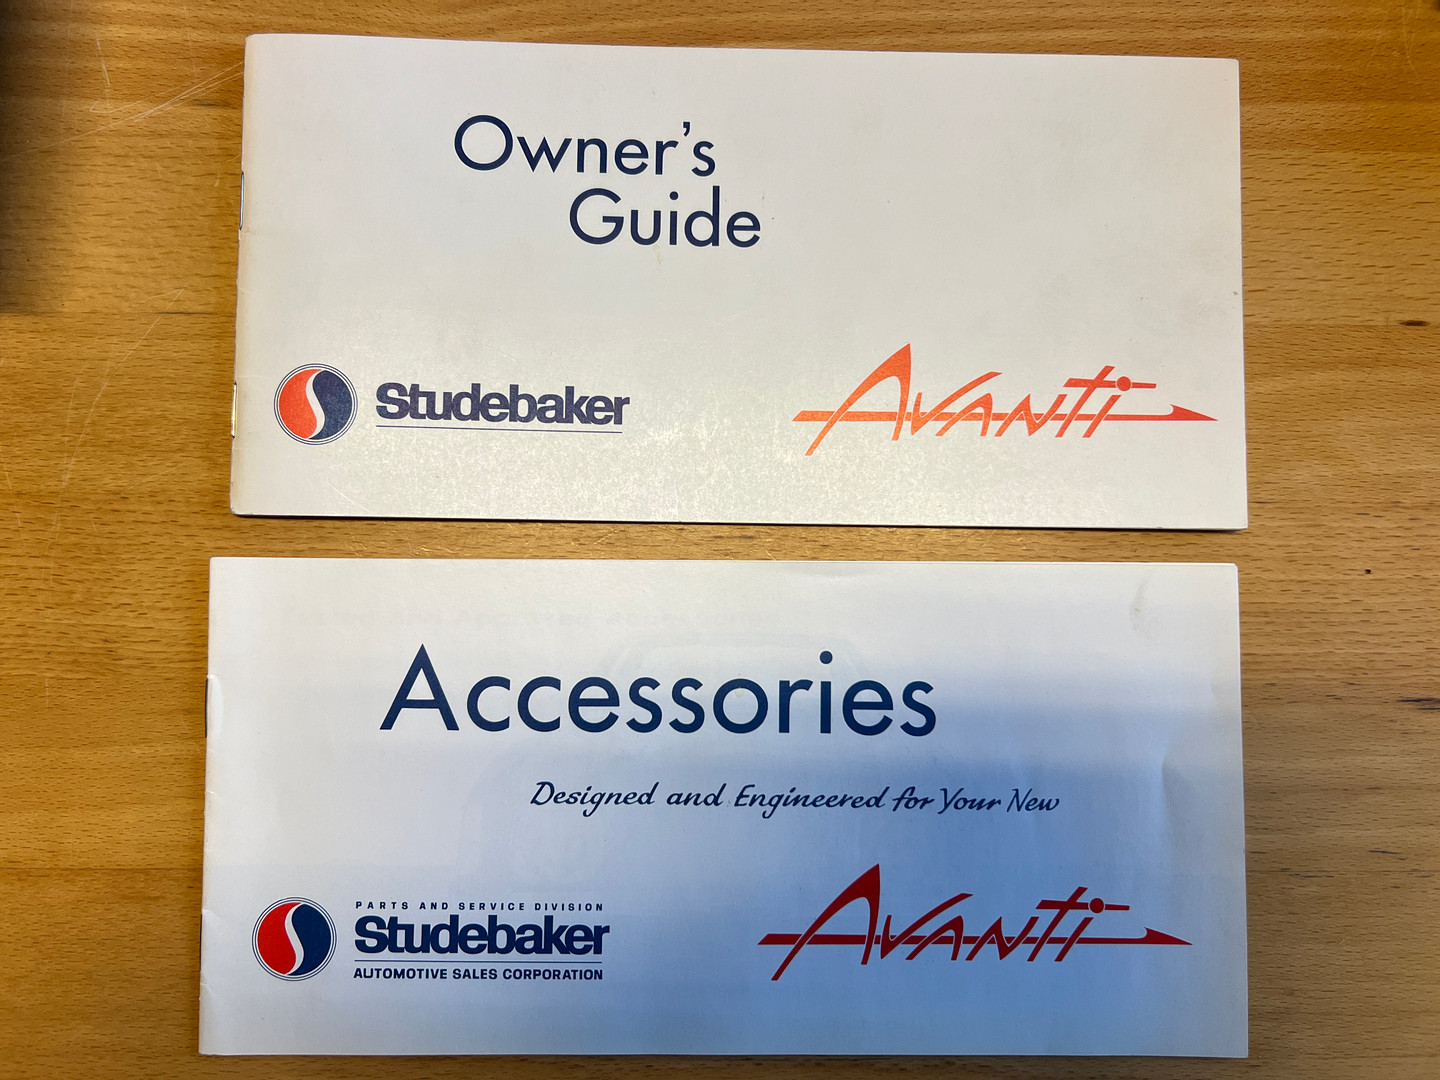 Owner's
Guide
Studebaker
Avanti
Accessories
Designed and Engineered for Your New
PARTS AND SERVICE DIVISION
Studebaker
AUTOMOTIVE SALES CORPORATION
Avanti